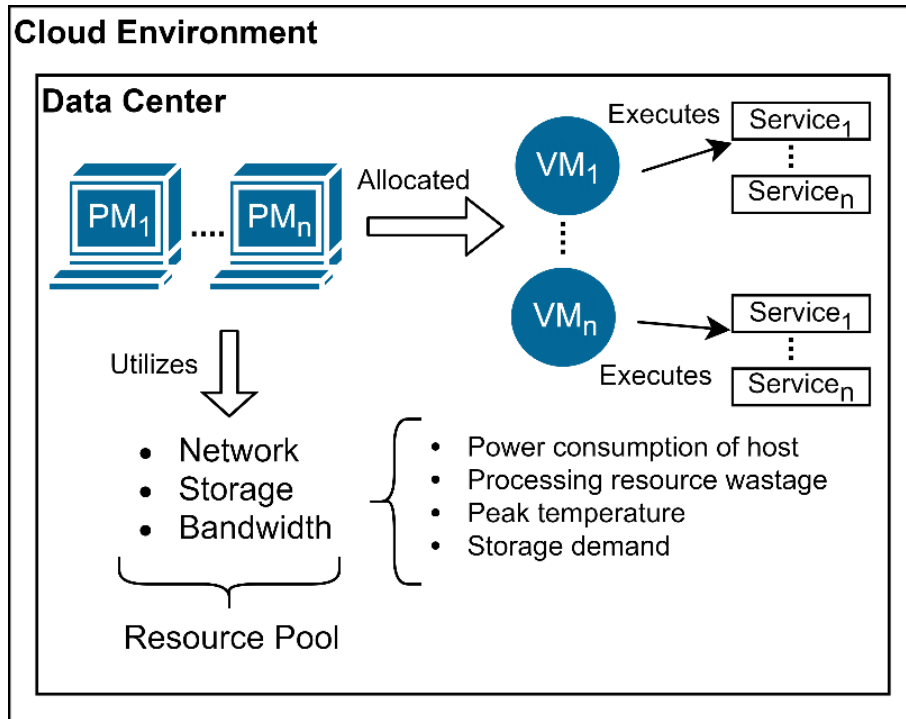 Cloud Environment
Data Center
PM₁ .... PMₙ
Allocated
VM₁
Executes
Service₁
Serviceₙ
VMₙ
Executes
Service₁
Serviceₙ
Utilizes
• Network
• Storage
• Bandwidth
Resource Pool
• Power consumption of host
• Processing resource wastage
• Peak temperature
• Storage demand